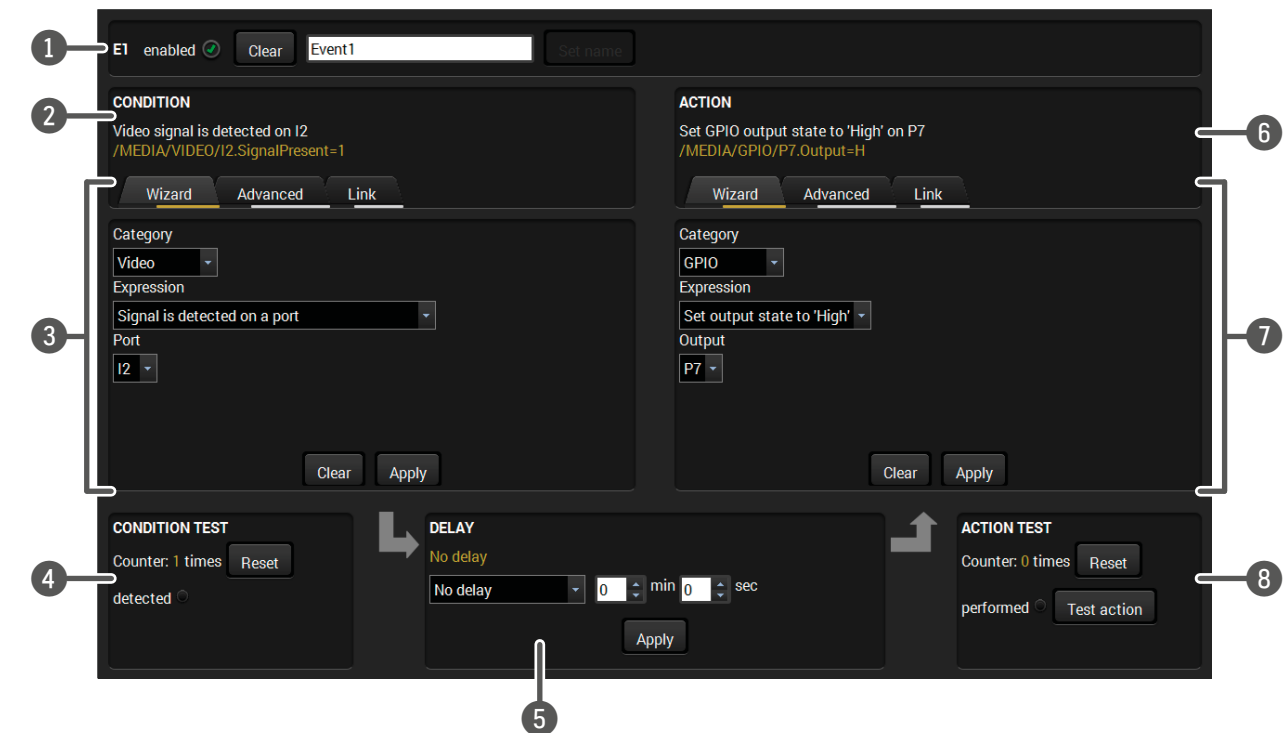 1
E1 enabled Clear Event1 Set name
2
CONDITION
Video signal is detected on I2
/MEDIA/VIDEO/I2.SignalPresent=1
Wizard Advanced Link
3
Category
Video
Expression
Signal is detected on a port
Port
I2
Clear Apply
ACTION
Set GPIO output state to 'High' on P7
/MEDIA/GPIO/P7.Output=H
6
Wizard Advanced Link
7
Category
GPIO
Expression
Set output state to 'High'
Output
P7
Clear Apply
4
CONDITION TEST
Counter: 1 times Reset
detected
DELAY
No delay
No delay 0 min 0 sec
Apply
5
ACTION TEST
Counter: 0 times Reset
performed Test action
8